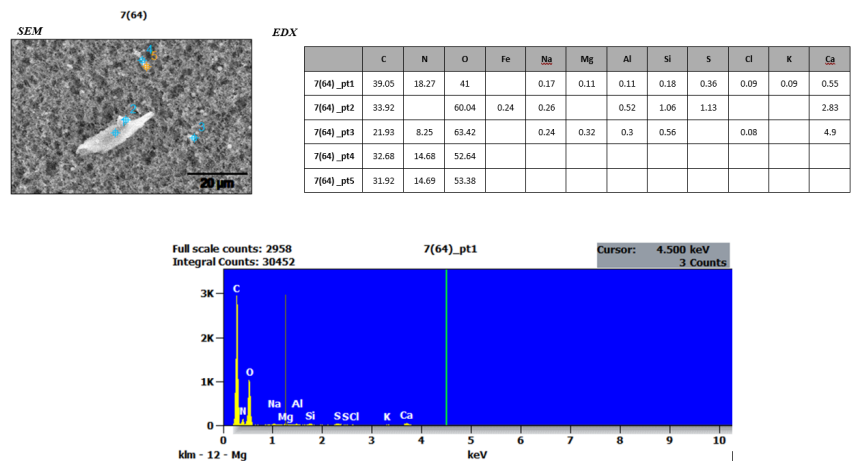 7(64)
SEM
EDX
C N O Fe Na Mg Al Si S Cl K Ca
7(64)_pt1 39.05 18.27 41 0.17 0.11 0.11 0.18 0.36 0.09 0.09 0.55
7(64)_pt2 33.92 60.04 0.24 0.26 0.52 1.06 1.13 2.83
7(64)_pt3 21.93 8.25 63.42 0.24 0.32 0.3 0.56 0.08 4.9
7(64)_pt4 32.68 14.68 52.64
7(64)_pt5 31.92 14.69 53.38
20 µm
Full scale counts: 2958
Integral Counts: 30452
7(64)_pt1
Cursor: 4.500 keV
3 Counts
3K
2K
1K
0
C
O
N
Na Al
Mg Si S S Cl K Ca
0 1 2 3 4 5 6 7 8 9 10
klm - 12 - Mg
keV